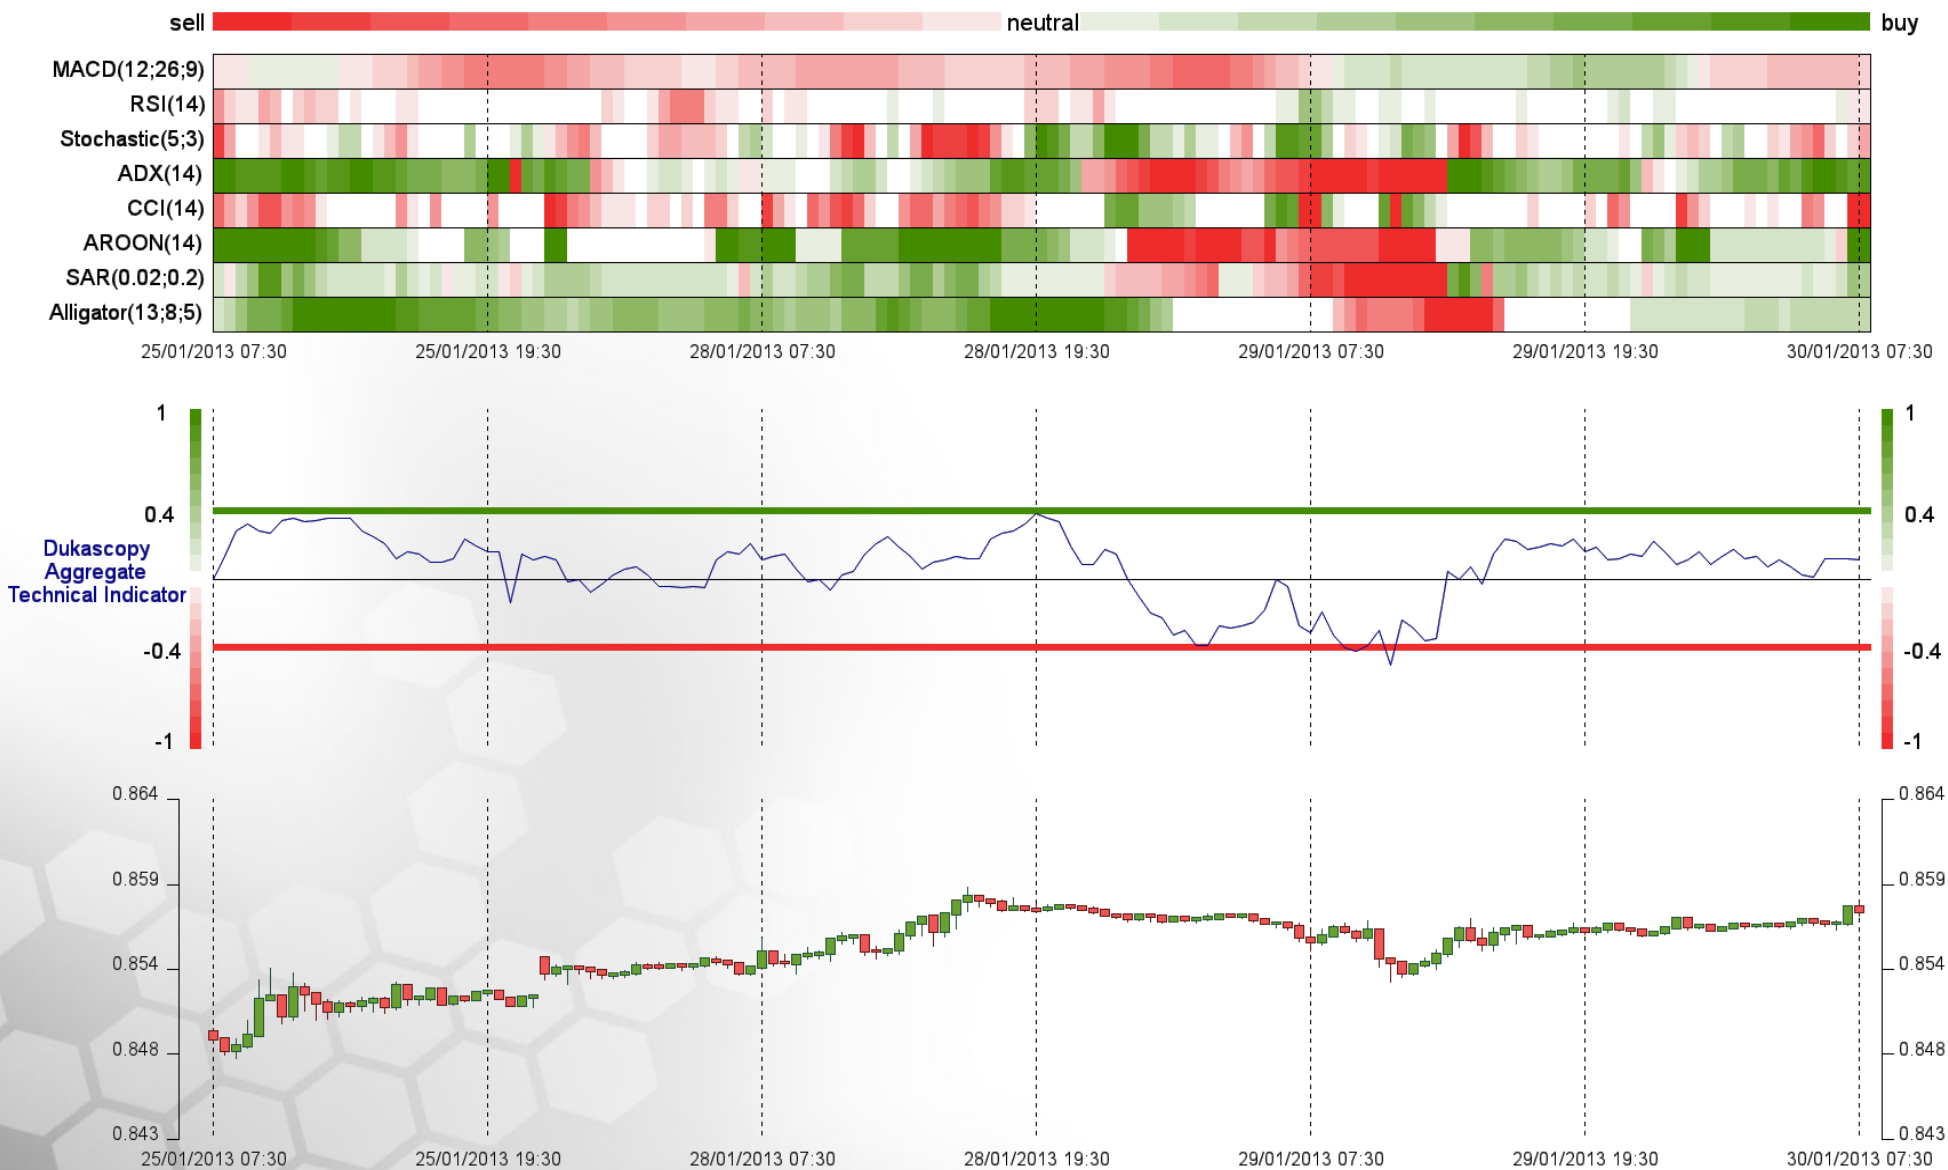 sell neutral buy
MACD(12;26;9)
RSI(14)
Stochastic(5;3)
ADX(14)
CCI(14)
AROON(14)
SAR(0.02;0.2)
Alligator(13;8;5)
25/01/2013 07:30 25/01/2013 19:30 28/01/2013 07:30 28/01/2013 19:30 29/01/2013 07:30 29/01/2013 19:30 30/01/2013 07:30
1 1
0.4 0.4
Dukascopy
Aggregate
Technical Indicator
-0.4 -0.4
-1 -1
0.864 0.864
0.859 0.859
0.854 0.854
0.848 0.848
0.843 0.843
25/01/2013 07:30 25/01/2013 19:30 28/01/2013 07:30 28/01/2013 19:30 29/01/2013 07:30 29/01/2013 19:30 30/01/2013 07:30